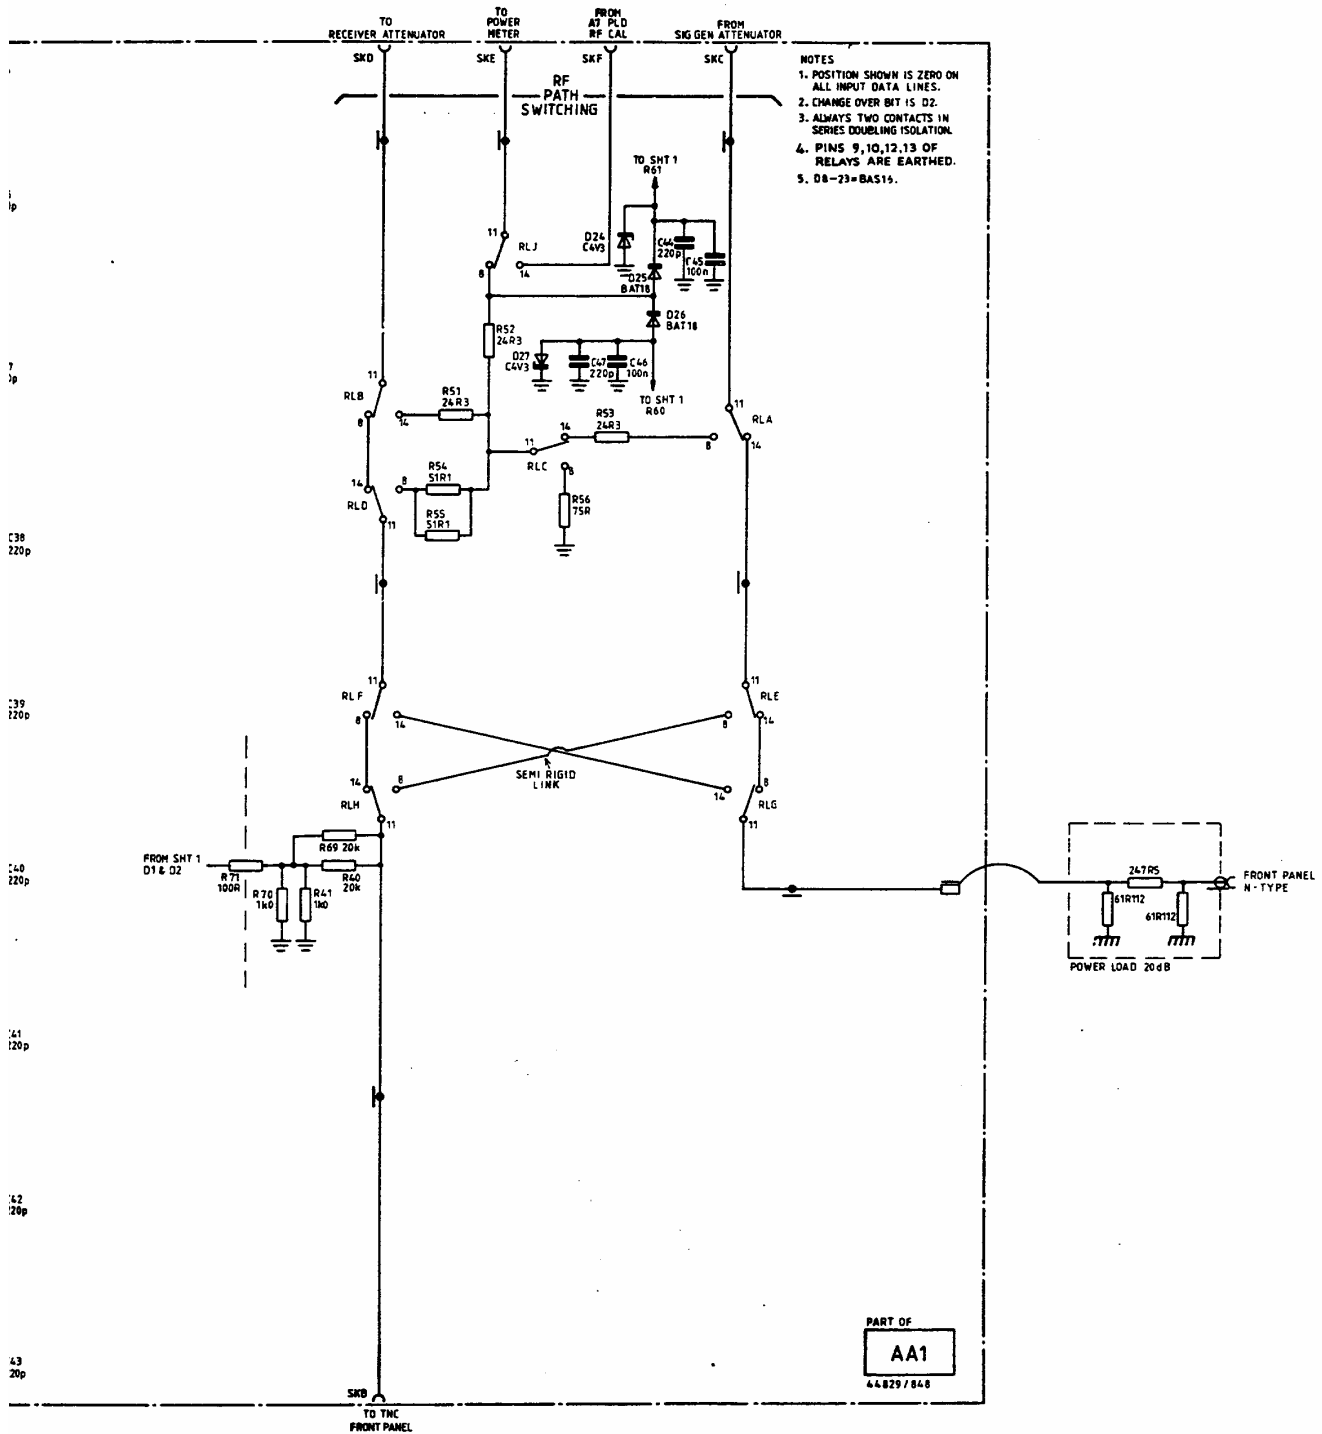 TO
RECEIVER ATTENUATOR
TO
POWER
METER
FROM
A7 PLD
RF CAL
FROM
SIG GEN ATTENUATOR
SKD
SKE
SKF
SKC
RF
PATH
SWITCHING
NOTES
1. POSITION SHOWN IS ZERO ON
ALL INPUT DATA LINES.
2. CHANGE OVER BIT IS D2.
3. ALWAYS TWO CONTACTS IN
SERIES DOUBLING ISOLATION.
4. PINS 9,10,12,13 OF
RELAYS ARE EARTHED.
5. D8-23=BAS16.
TO SHT 1
R61
11
RLJ
8
14
D24
C4V3
C44
220p
C45
100n
D25
BAT18
D26
BAT18
R52
24R3
D27
C4V3
C47
220p
C46
100n
TO SHT 1
R60
11
RLB
8
14
R51
24R3
11
RLC
14
8
R53
24R3
11
RLA
8
14
R56
75R
14
RLD
8
11
R54
51R1
R55
51R1
C38
220p
11
RLF
8
14
11
RLE
8
14
C39
220p
SEMI RIGID
LINK
14
RLH
8
11
14
8
RLG
11
R69 20k
FROM SHT 1
D1 & D2
R71
100R
R70
1k0
R41
1k0
R40
20k
C40
220p
247R5
61R112
61R112
FRONT PANEL
N-TYPE
POWER LOAD 20dB
C41
220p
PART OF
AA1
44829/848
SKB
TO TNC
FRONT PANEL